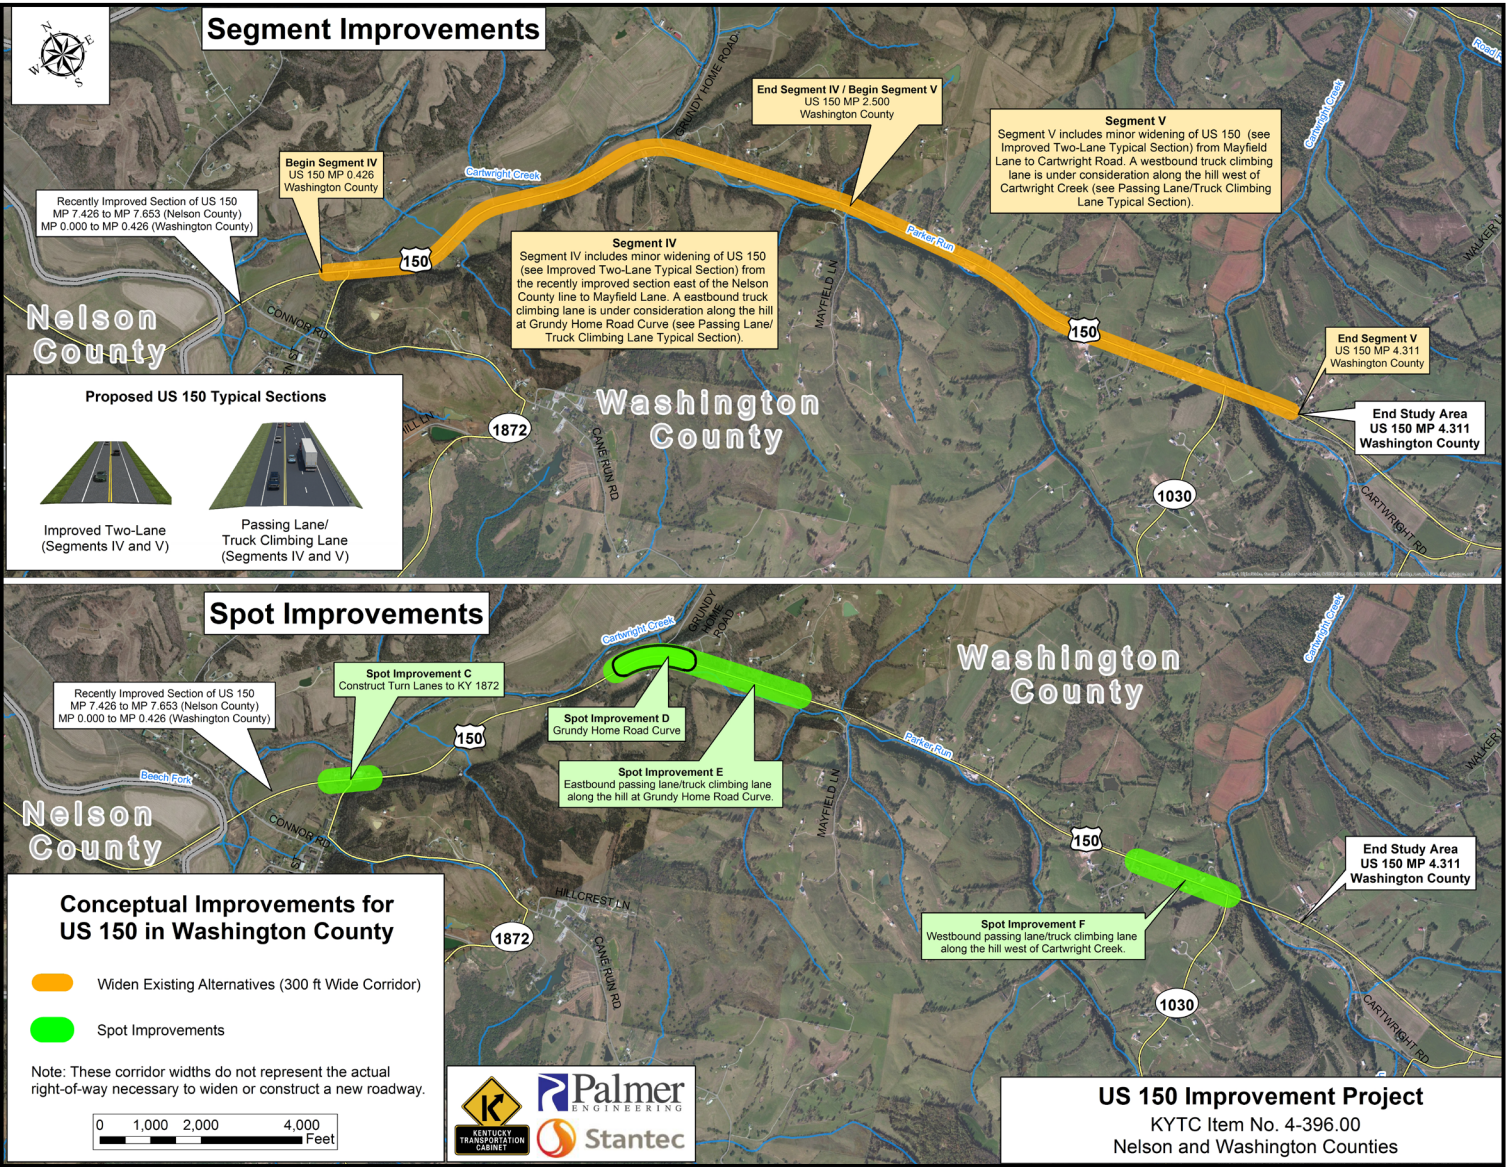 Segment Improvements
N
E
W
S
GRUNDY HOME ROAD
Cartwright Creek
Cartwright Creek
End Segment IV / Begin Segment V
US 150 MP 2.500
Washington County
Segment V
Segment V includes minor widening of US 150 (see
Improved Two-Lane Typical Section) from Mayfield
Lane to Cartwright Road. A westbound truck climbing
lane is under consideration along the hill west of
Cartwright Creek (see Passing Lane/Truck Climbing
Lane Typical Section).
Begin Segment IV
US 150 MP 0.426
Washington County
Recently Improved Section of US 150
MP 7.426 to MP 7.653 (Nelson County)
MP 0.000 to MP 0.426 (Washington County)
150
Segment IV
Segment IV includes minor widening of US 150
(see Improved Two-Lane Typical Section) from
the recently improved section east of the Nelson
County line to Mayfield Lane. A eastbound truck
climbing lane is under consideration along the hill
at Grundy Home Road Curve (see Passing Lane/
Truck Climbing Lane Typical Section).
Parker Run
MAYFIELD LN
WALKER
Nelson
County
CONNOR RD
150
End Segment V
US 150 MP 4.311
Washington County
End Study Area
US 150 MP 4.311
Washington County
Washington
County
1872
CANE RUN RD
1030
CARTWRIGHT RD
Proposed US 150 Typical Sections
Improved Two-Lane
(Segments IV and V)
Passing Lane/
Truck Climbing Lane
(Segments IV and V)
Spot Improvements
Cartwright Creek
GRUNDY
HOME
ROAD
Cartwright Creek
Washington
County
Spot Improvement C
Construct Turn Lanes to KY 1872
Recently Improved Section of US 150
MP 7.426 to MP 7.653 (Nelson County)
MP 0.000 to MP 0.426 (Washington County)
150
Spot Improvement D
Grundy Home Road Curve
Spot Improvement E
Eastbound passing lane/truck climbing lane
along the hill at Grundy Home Road Curve.
Parker Run
MAYFIELD LN
WALKER
Beech Fork
Nelson
County
CONNOR RD
ST
150
End Study Area
US 150 MP 4.311
Washington County
HILLCREST LN
1872
CANE RUN RD
Spot Improvement F
Westbound passing lane/truck climbing lane
along the hill west of Cartwright Creek.
1030
CARTWRIGHT RD
Conceptual Improvements for
US 150 in Washington County
Widen Existing Alternatives (300 ft Wide Corridor)
Spot Improvements
Note: These corridor widths do not represent the actual
right-of-way necessary to widen or construct a new roadway.
0 1,000 2,000 4,000
Feet
K
KENTUCKY
TRANSPORTATION
CABINET
Palmer
ENGINEERING
Stantec
US 150 Improvement Project
KYTC Item No. 4-396.00
Nelson and Washington Counties